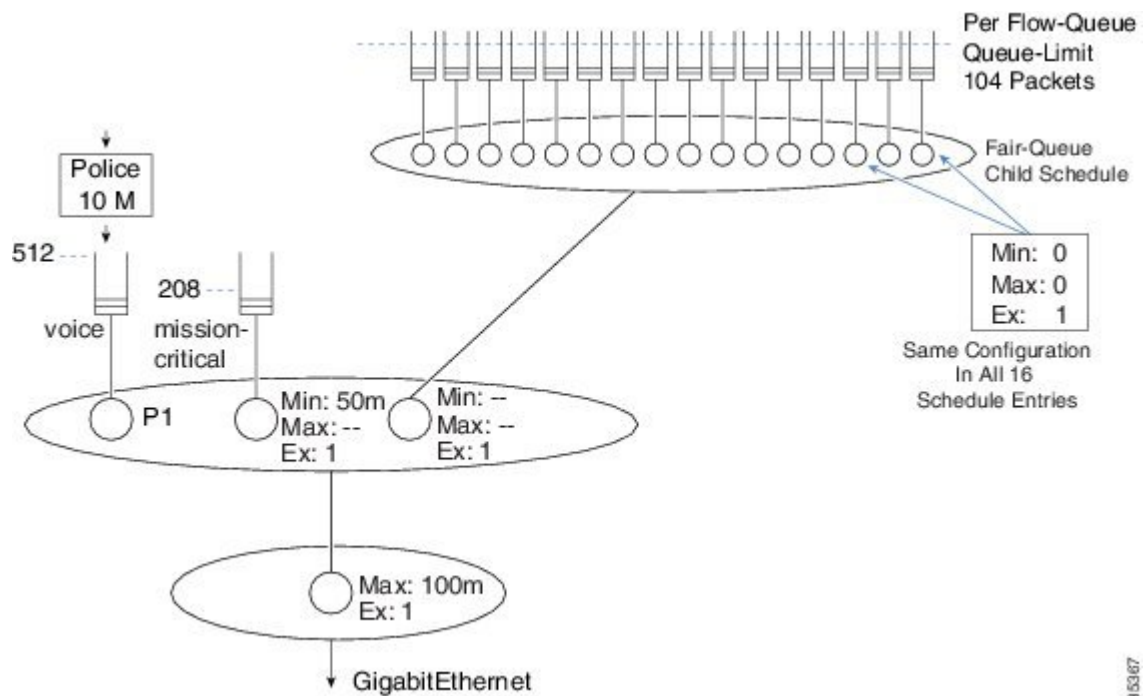 Per Flow-Queue
Queue-Limit
104 Packets
Fair-Queue
Child Schedule
Police
10 M
512
208
voice
mission-
critical
Min: 0
Max: 0
Ex: 1
Same Configuration
In All 16
Schedule Entries
P1
Min: 50m
Max: --
Ex: 1
Min: --
Max: --
Ex: 1
Max: 100m
Ex: 1
GigabitEthernet